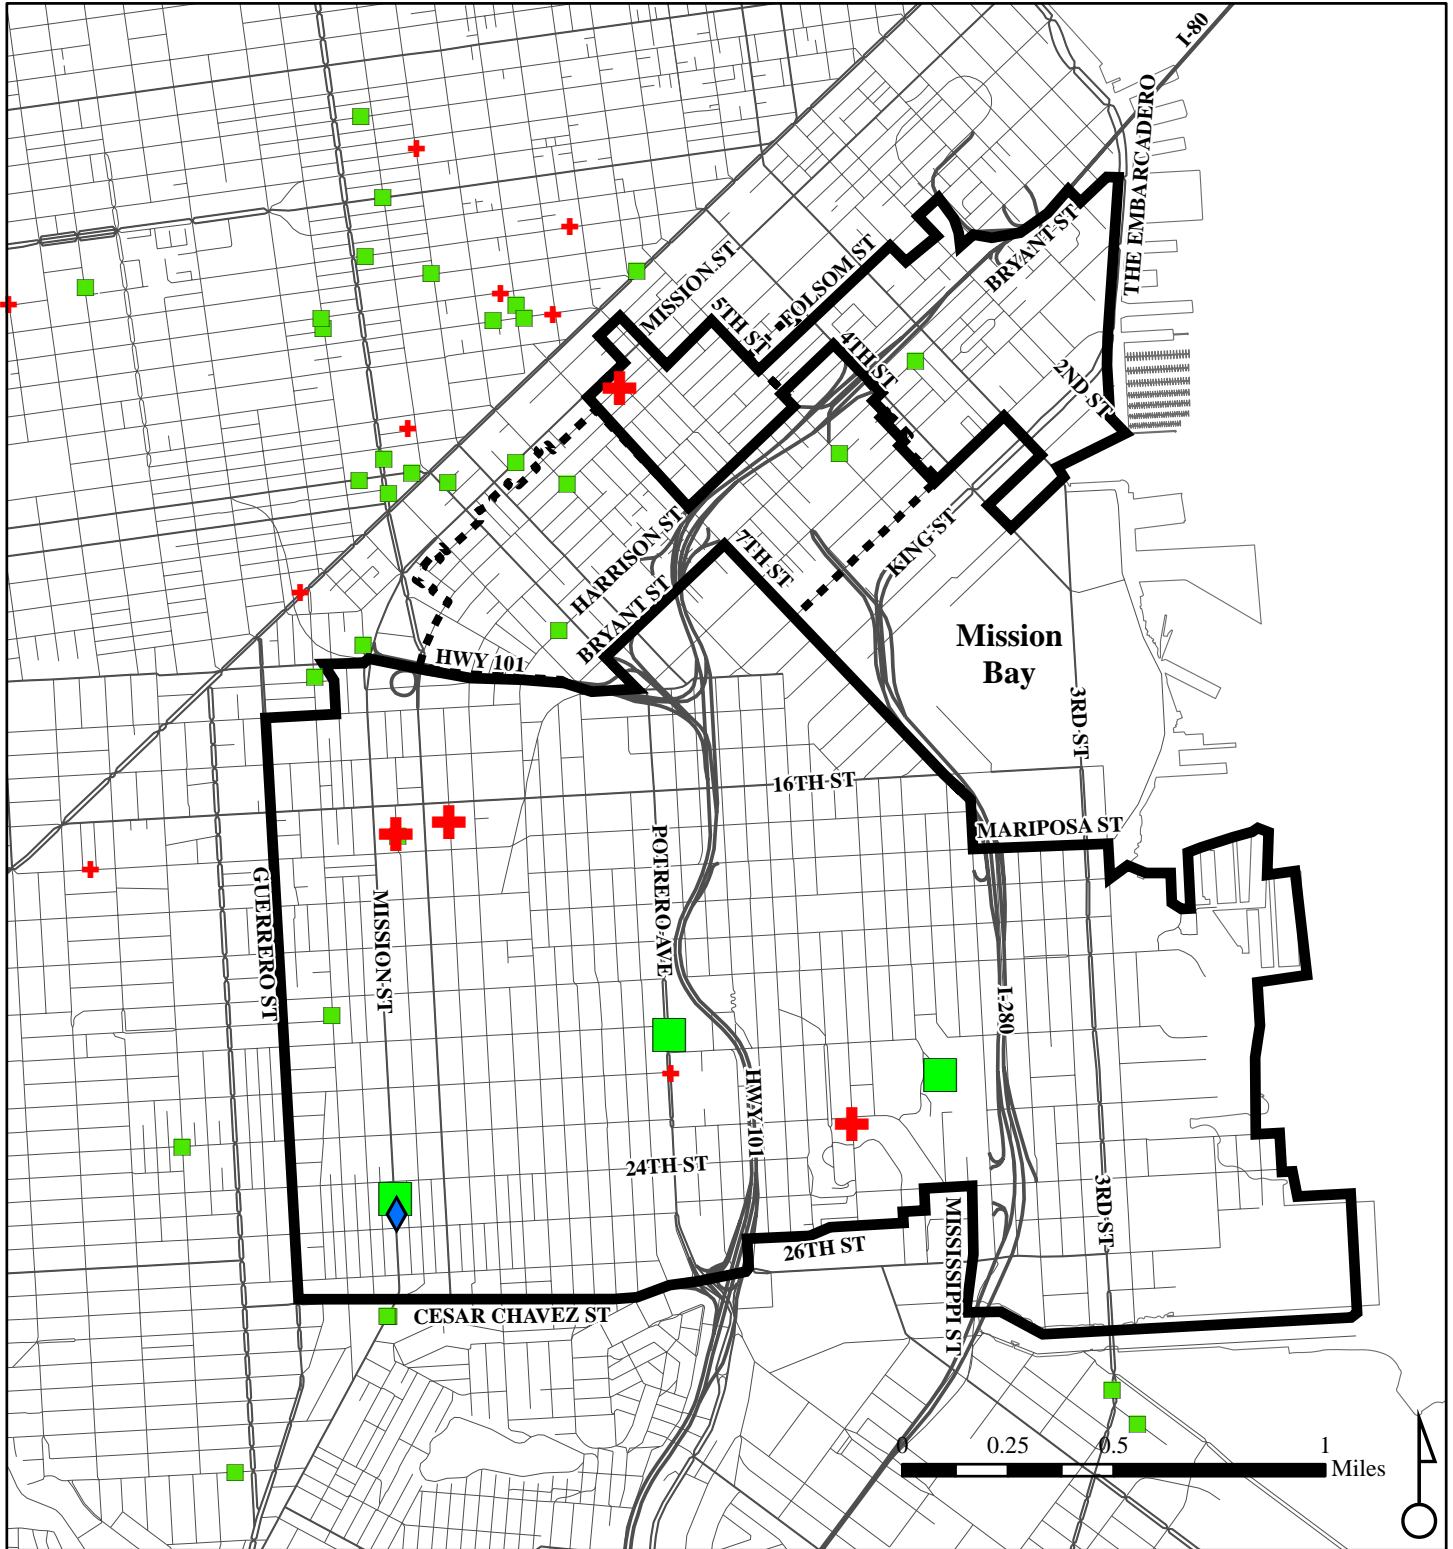 I-80
THE EMBARCADERO
MISSION ST
5TH ST
FOLSOM ST
BRYANT ST
4TH ST
2ND ST
HARRISON ST
7TH ST
KING ST
BRYANT ST
HWY 101
Mission
Bay
3RD ST
16TH ST
MARIPOSA ST
POTRERO AVE
GUERRERO ST
MISSION ST
I-280
HWY 101
24TH ST
3RD ST
26TH ST
MISSISSIPPI ST
CESAR CHAVEZ ST
0 0.25 0.5 1
Miles